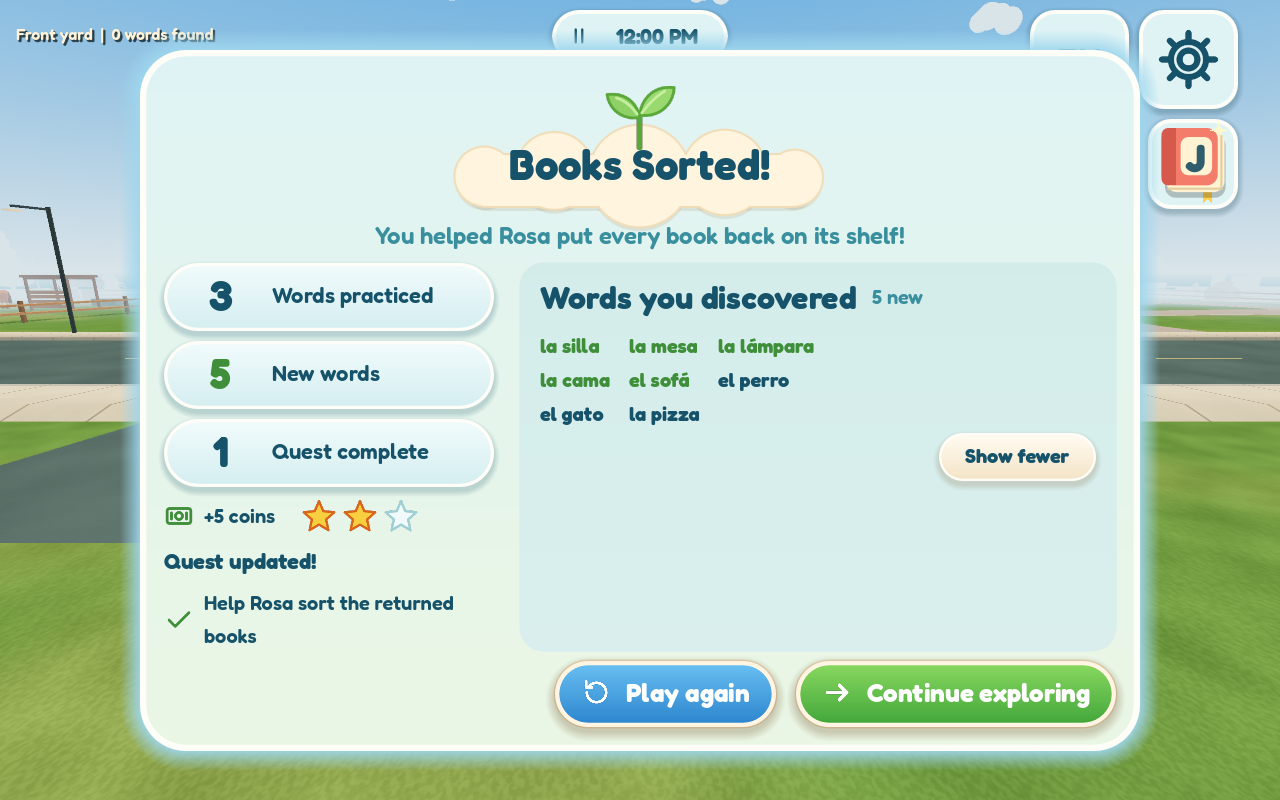 Front yard | 0 words found
12:00 PM
J
Books Sorted!
You helped Rosa put every book back on its shelf!
3 Words practiced
5 New words
1 Quest complete
+5 coins
Quest updated!
Help Rosa sort the returned
books
Words you discovered 5 new
la silla la mesa la lámpara
la cama el sofá el perro
el gato la pizza
Show fewer
Play again
Continue exploring